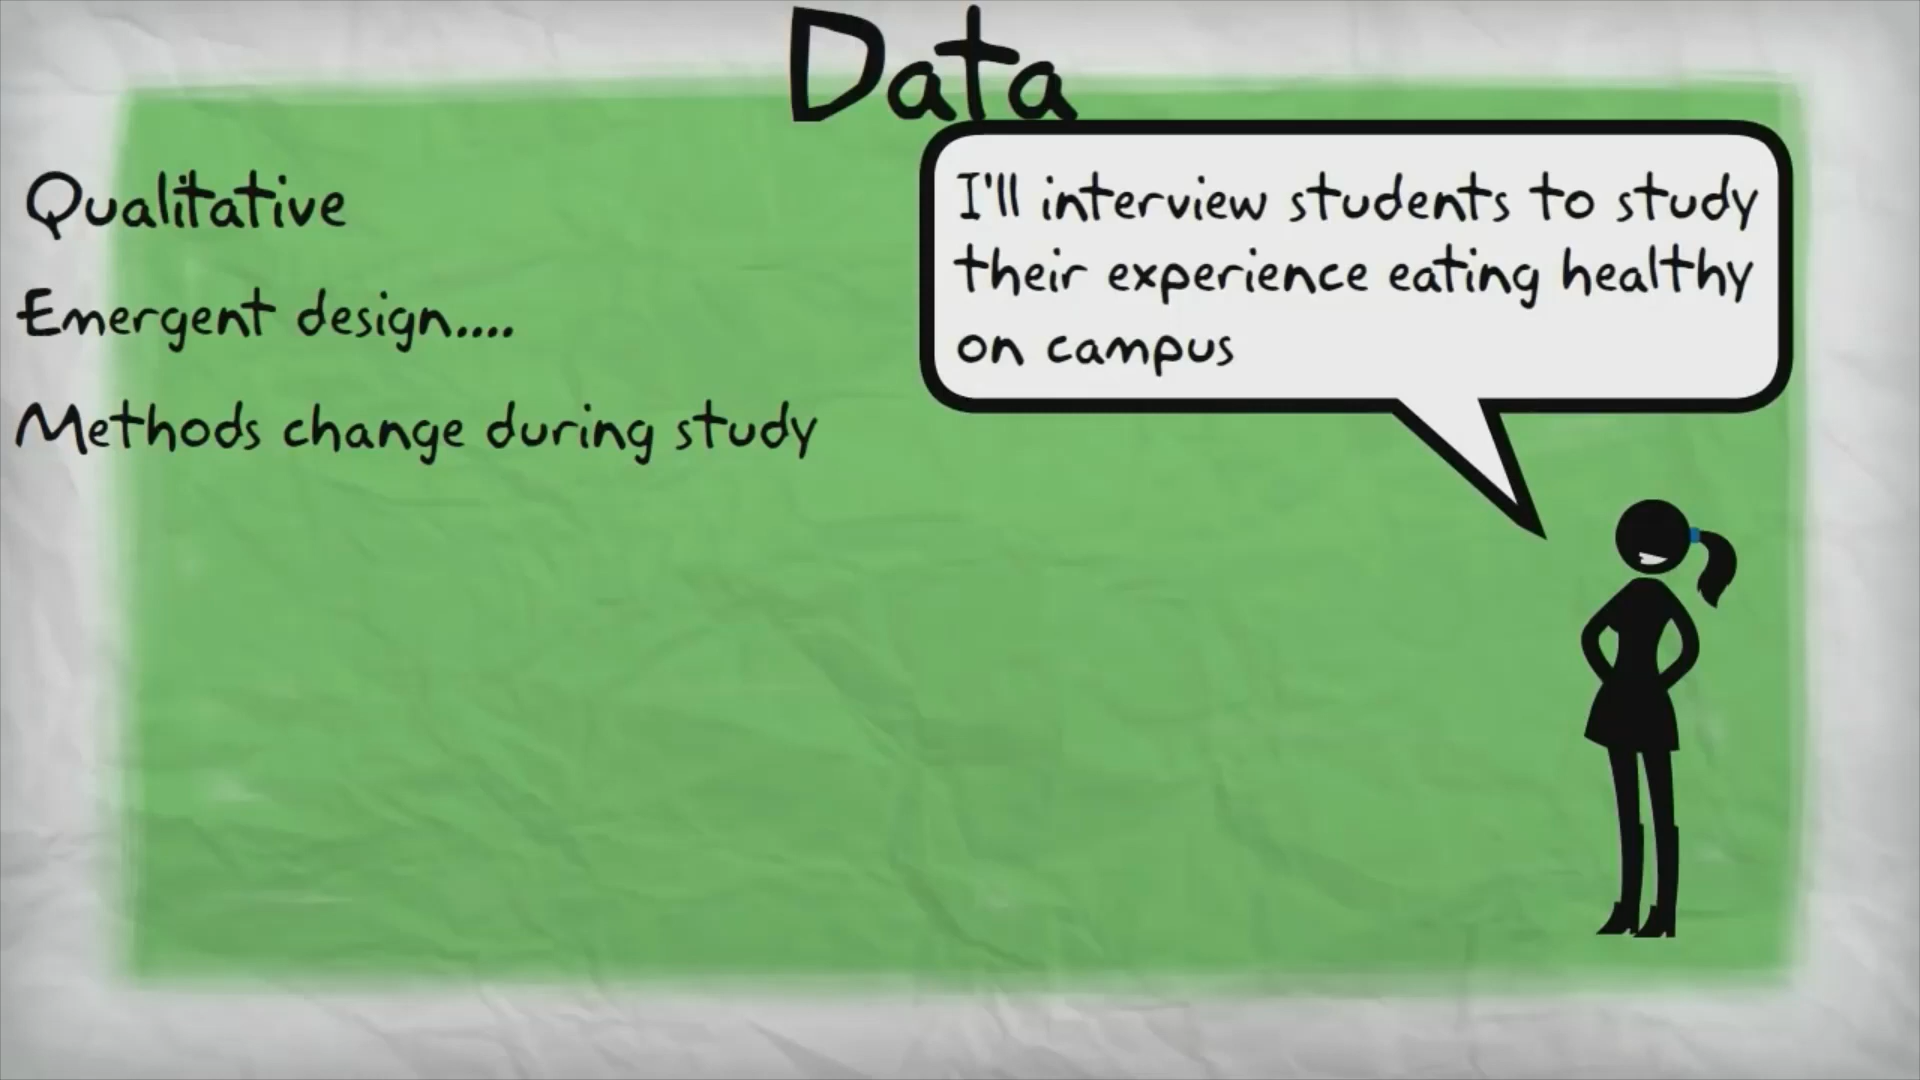 Data
Qualitative
Emergent design....
Methods change during study
I'll interview students to study
their experience eating healthy
on campus